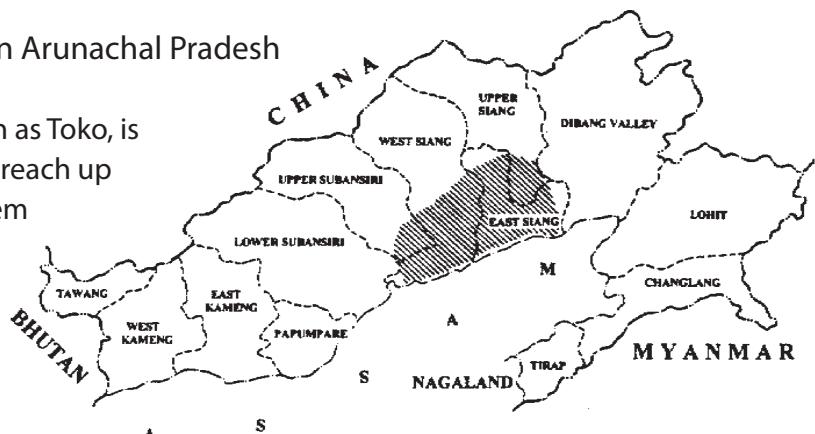 n Arunachal Pradesh
n as Toko, is
reach up
em
CHINA
UPPER
SIANG
DIBANG VALLEY
WEST SIANG
UPPER SUBANSIRI
EAST SIANG
LOHIT
LOWER SUBANSIRI
CHANGLANG
TAWANG
EAST
KAMENG
WEST
KAMENG
PAPUMPARE
BHUTAN
TIRAP
MYANMAR
NAGALAND
A S S A M